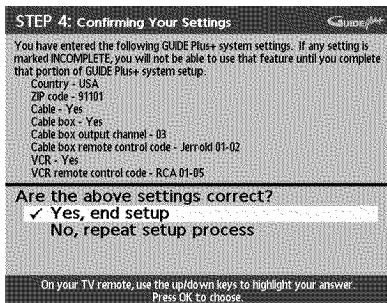 STEP 4: Confirming Your Settings
GUIDE Plus+
You have entered the following GUIDE Plus+ system settings. If any setting is
marked INCOMPLETE, you will not be able to use that feature until you complete
that portion of GUIDE Plus+ system setup.
Country - USA
ZIP code - 91101
Cable - Yes
Cable box - Yes
Cable box output channel - 03
Cable box remote control code - Jerrold 01-02
VCR - Yes
VCR remote control code - RCA 01-05
Are the above settings correct?
✓ Yes, end setup
No, repeat setup process
On your TV remote, use the up/down keys to highlight your answer.
Press OK to choose.